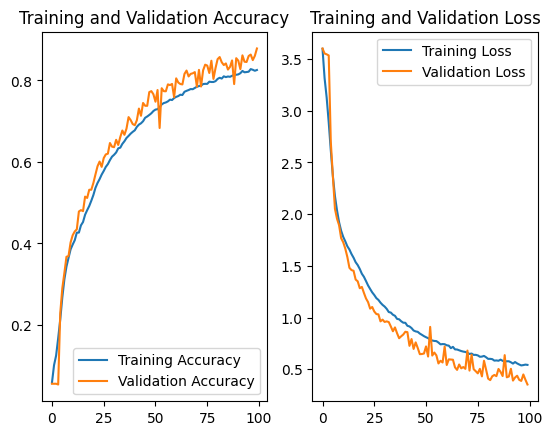 Training and Validation Accuracy
0.8
0.6
0.4
0.2
Training Accuracy
Validation Accuracy
0 25 50 75 100
Training and Validation Loss
Training Loss
Validation Loss
3.5
3.0
2.5
2.0
1.5
1.0
0.5
0 25 50 75 100